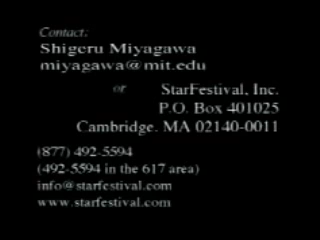 Contact:
Shigeru Miyagawa
miyagawa@mit.edu
or
StarFestival, Inc.
P.O. Box 401025
Cambridge, MA 02140-0011
(877) 492-5594
(492-5594 in the 617 area)
info@starfestival.com
www.starfestival.com